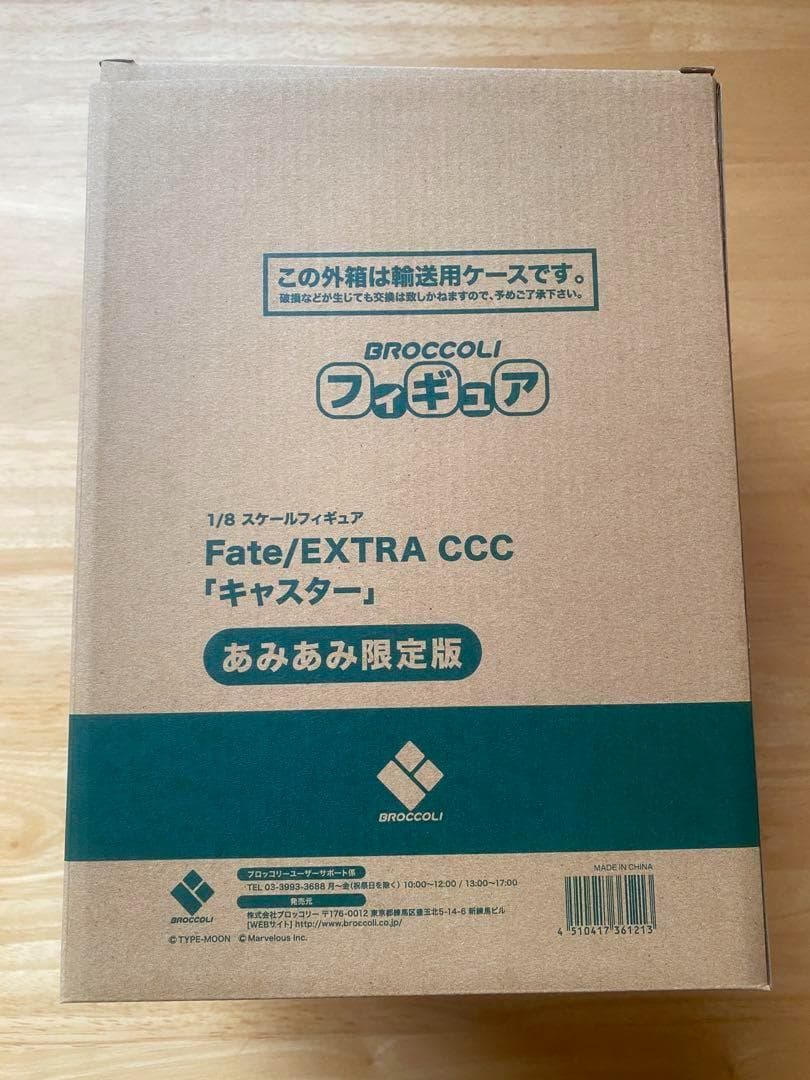 この外箱は輸送用ケースです。
破損などが生じても交換は致しかねますので、予めご了承下さい。
BROCCOLI
フィギュア
1/8 スケールフィギュア
Fate/EXTRA CCC
「キャスター」
あみあみ限定版
BROCCOLI
BROCCOLI
ブロッコリーユーザーサポート係
TEL 03-3993-3688 月〜金(祝祭日を除く) 10:00〜12:00 / 13:00〜17:00
発売元
株式会社ブロッコリー 〒176-0012 東京都練馬区豊玉北5-14-6 新練馬ビル
[WEBサイト] http://www.broccoli.co.jp/
©TYPE-MOON ©Marvelous Inc.
MADE IN CHINA
4 510417 361213